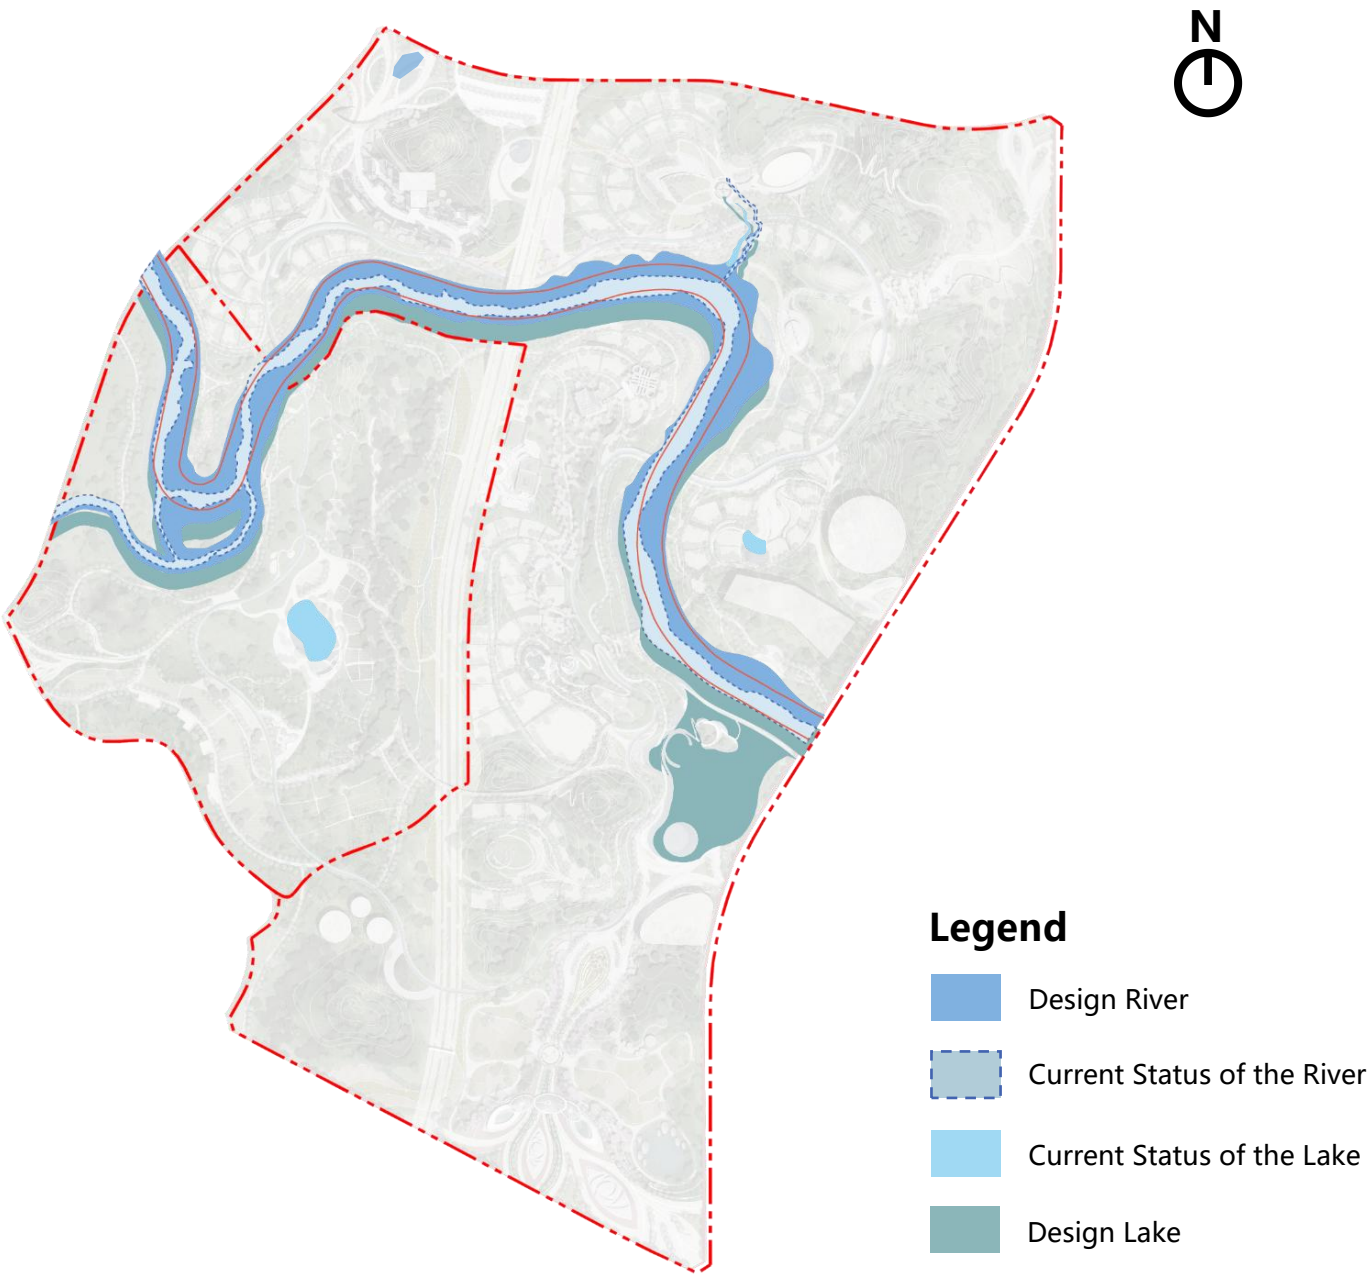 N
Legend
Design River
Current Status of the River
Current Status of the Lake
Design Lake